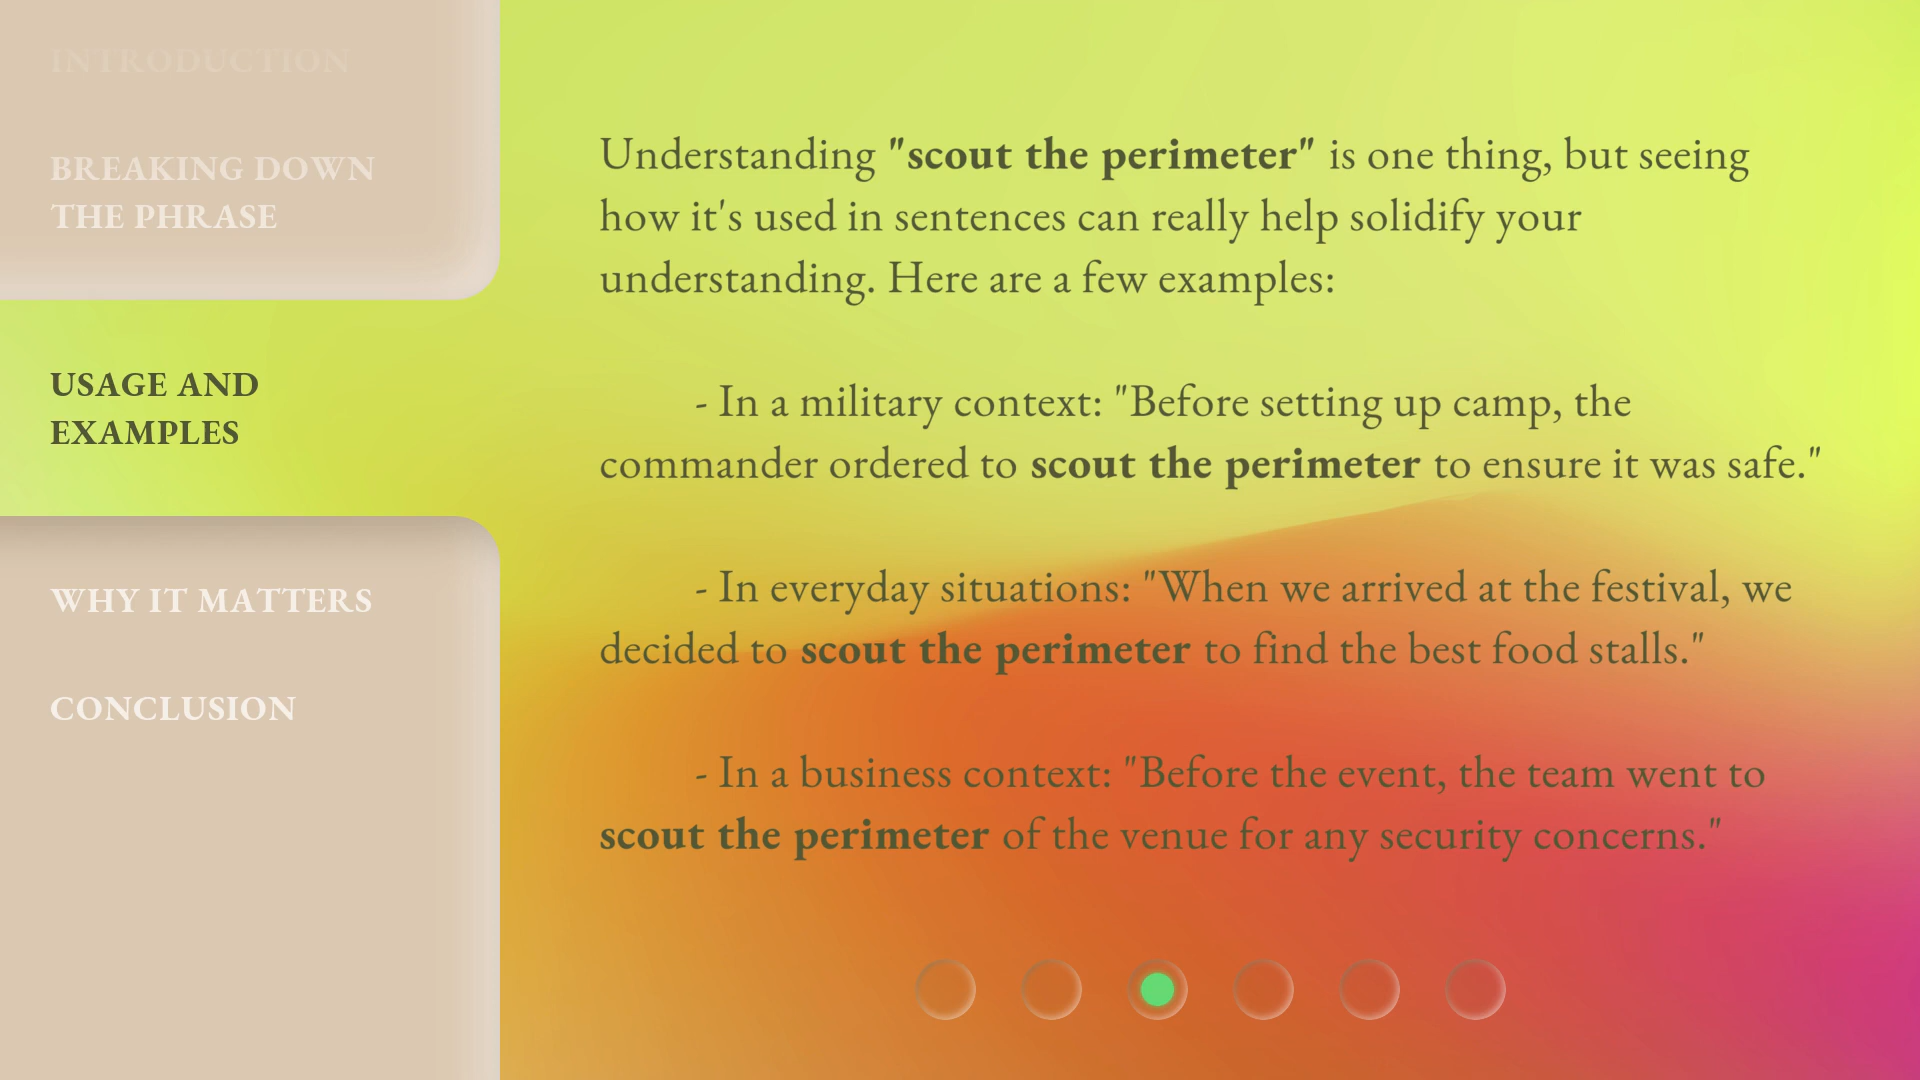 INTRODUCTION
BREAKING DOWN
THE PHRASE
USAGE AND
EXAMPLES
WHY IT MATTERS
CONCLUSION
Understanding "scout the perimeter" is one thing, but seeing
how it's used in sentences can really help solidify your
understanding. Here are a few examples:
- In a military context: "Before setting up camp, the
commander ordered to scout the perimeter to ensure it was safe."
- In everyday situations: "When we arrived at the festival, we
decided to scout the perimeter to find the best food stalls."
- In a business context: "Before the event, the team went to
scout the perimeter of the venue for any security concerns."